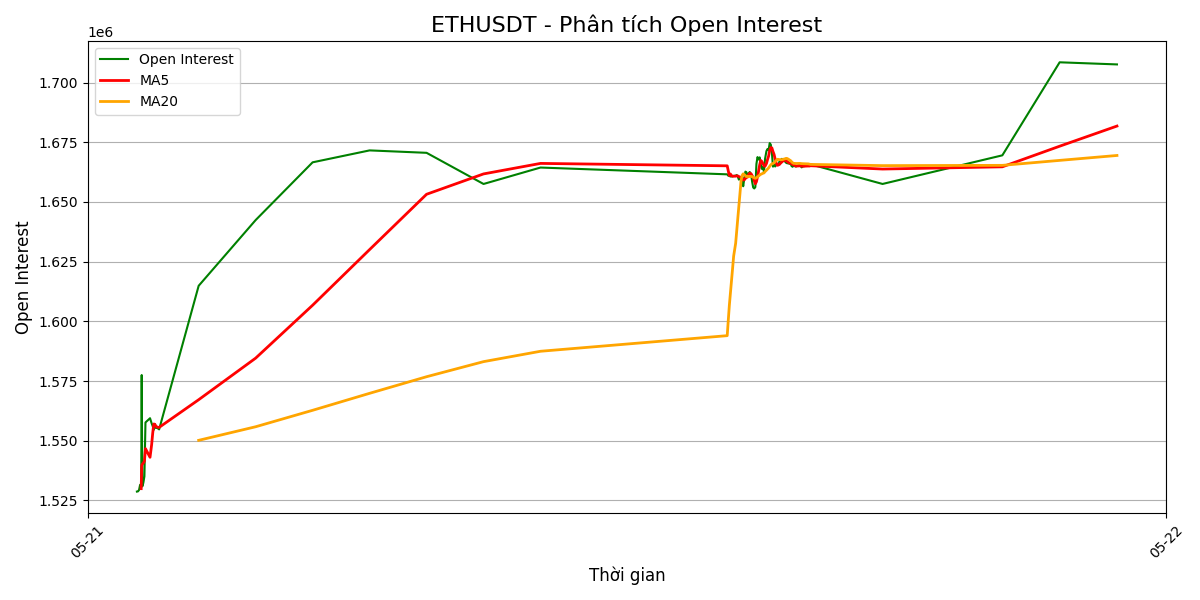 ETHUSDT - Phân tích Open Interest
1e6
Open Interest
MA5
MA20
1.700
1.675
1.650
1.625
1.600
1.575
1.550
1.525
Open Interest
05-21
05-22
Thời gian